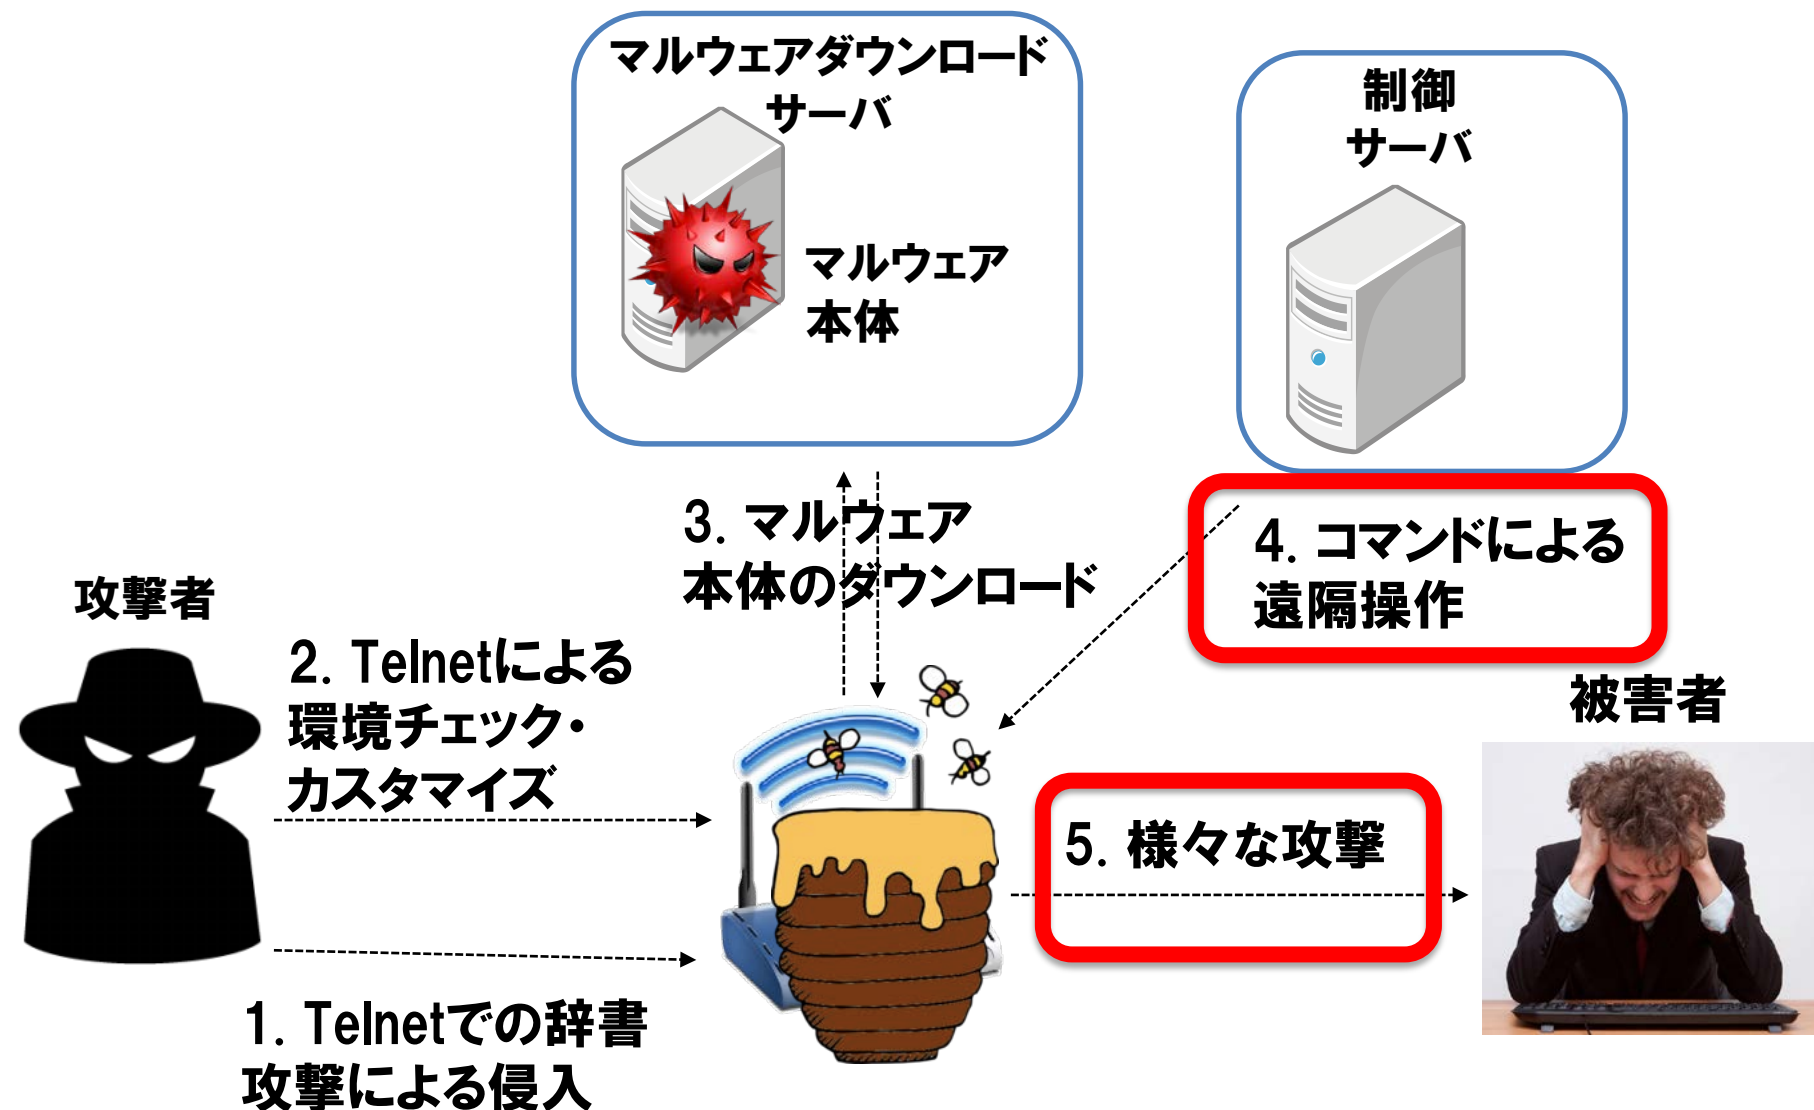 マルウェアダウンロード
サーバ
マルウェア
本体
制御
サーバ
3. マルウェア
本体のダウンロード
4. コマンドによる
遠隔操作
攻撃者
2. Telnetによる
環境チェック・
カスタマイズ
被害者
5. 様々な攻撃
1. Telnetでの辞書
攻撃による侵入